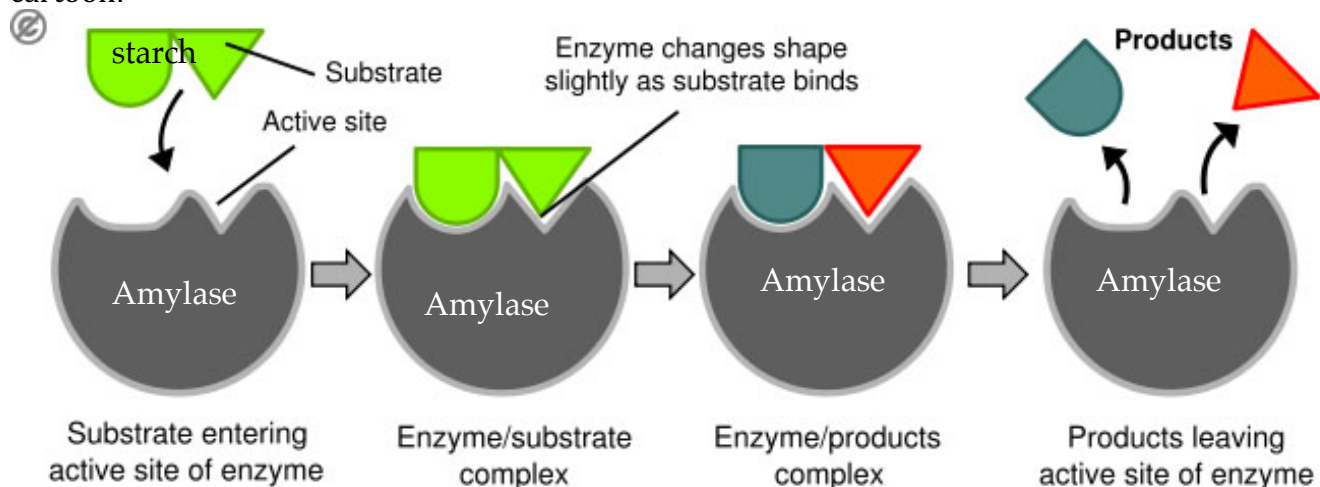 cartoon.
starch
Substrate
Active site
Enzyme changes shape
slightly as substrate binds
Products
Amylase
Amylase
Amylase
Amylase
Substrate entering
active site of enzyme
Enzyme/substrate
complex
Enzyme/products
complex
Products leaving
active site of enzyme